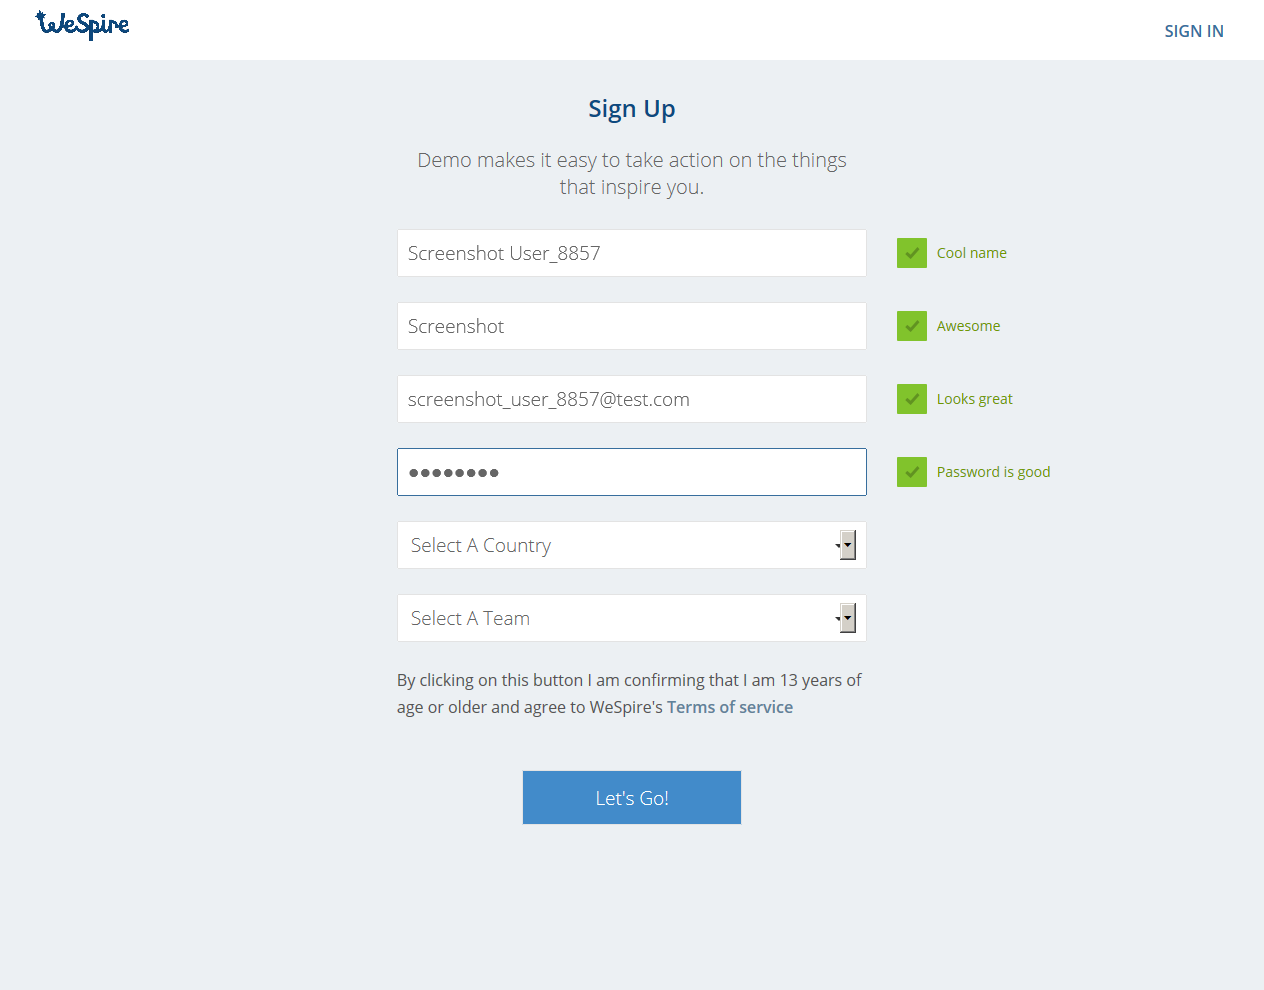 WeSpire
SIGN IN
Sign Up
Demo makes it easy to take action on the things
that inspire you.
Screenshot User_8857
Cool name
Screenshot
Awesome
screenshot_user_8857@test.com
Looks great
Password is good
Select A Country
Select A Team
By clicking on this button I am confirming that I am 13 years of
age or older and agree to WeSpire's Terms of service
Let's Go!